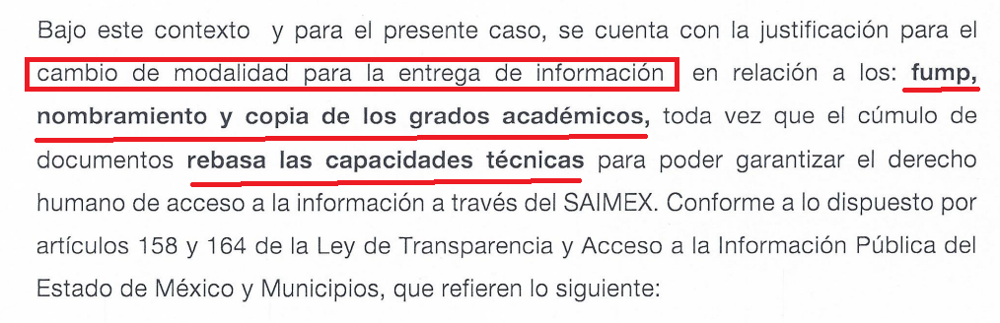 Bajo este contexto y para el presente caso, se cuenta con la justificación para el
cambio de modalidad para la entrega de información en relación a los: fump,
nombramiento y copia de los grados académicos, toda vez que el cúmulo de
documentos rebasa las capacidades técnicas para poder garantizar el derecho
humano de acceso a la información a través del SAIMEX. Conforme a lo dispuesto por
artículos 158 y 164 de la Ley de Transparencia y Acceso a la Información Pública del
Estado de México y Municipios, que refieren lo siguiente: